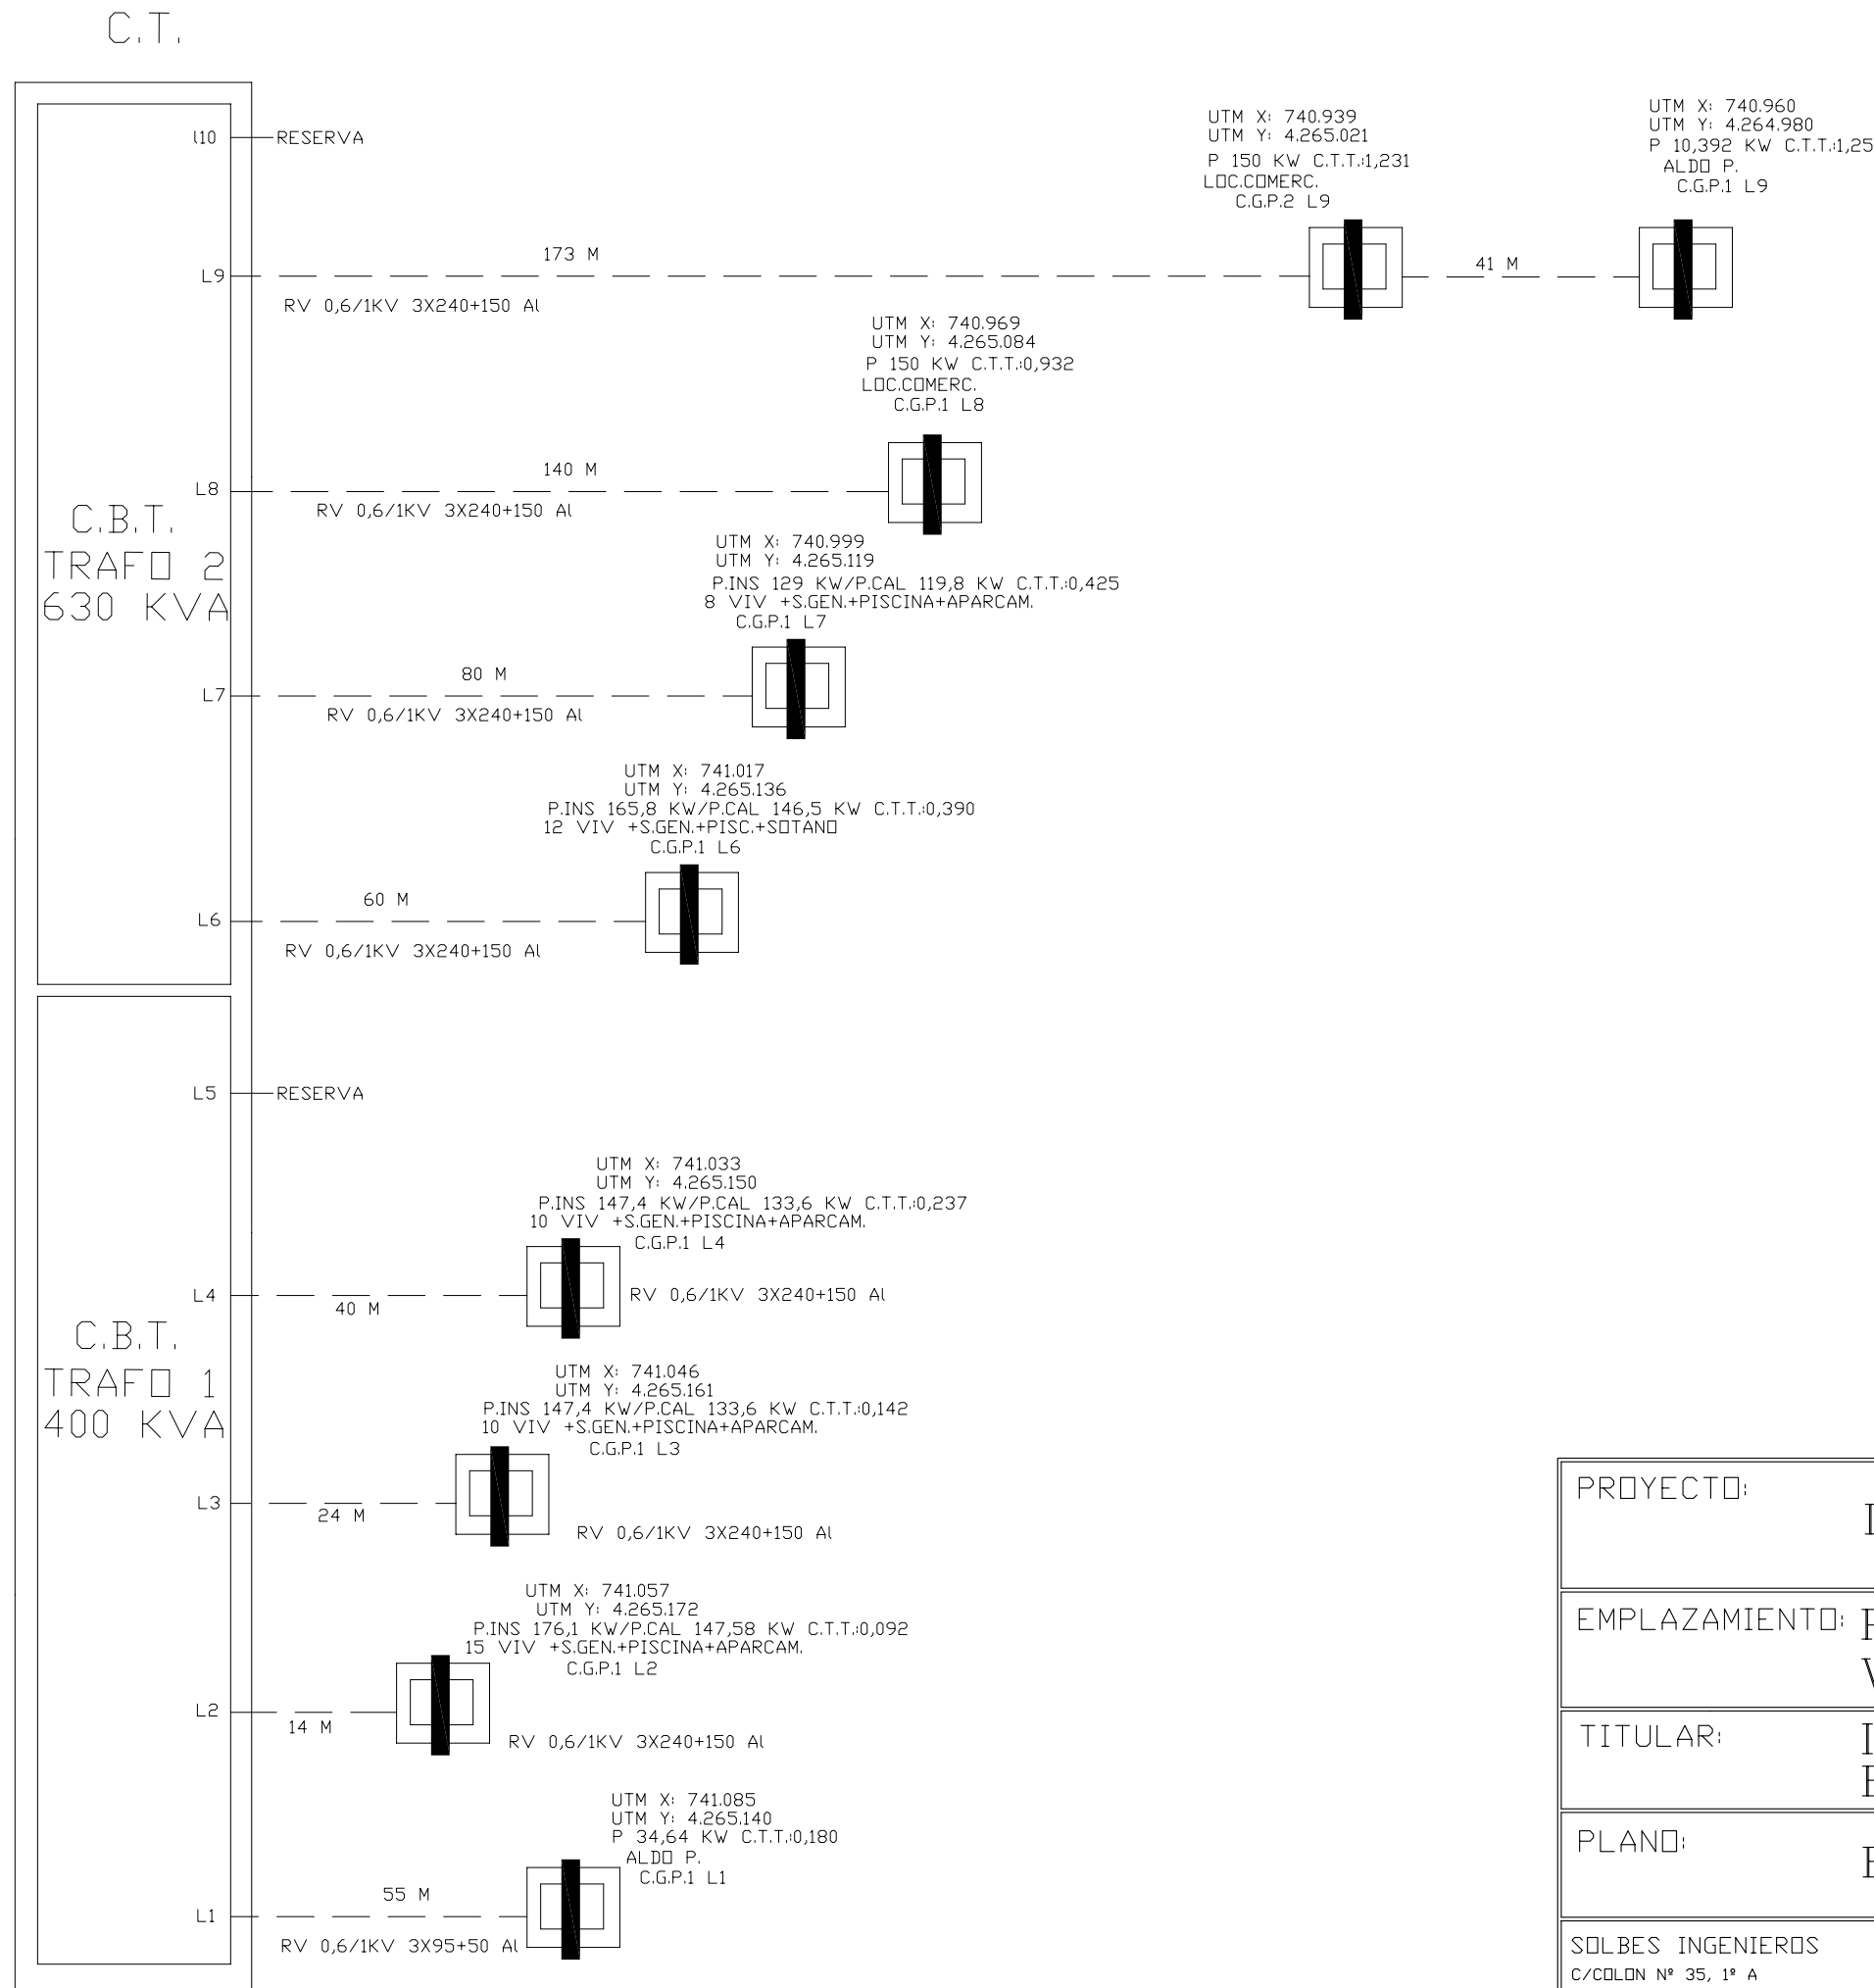 C.T.
l10
RESERVA
UTM X: 740.939
UTM Y: 4.265.021
P 150 KW C.T.T.:1,231
LOC.COMERC.
C.G.P.2 L9
UTM X: 740.960
UTM Y: 4.264.980
P 10,392 KW C.T.T.:1,25
ALDO P.
C.G.P.1 L9
L9
173 M
41 M
RV 0,6/1KV 3X240+150 Al
UTM X: 740.969
UTM Y: 4.265.084
P 150 KW C.T.T.:0,932
LOC.COMERC.
C.G.P.1 L8
L8
140 M
RV 0,6/1KV 3X240+150 Al
C.B.T.
TRAFO 2
630 KVA
UTM X: 740.999
UTM Y: 4.265.119
P.INS 129 KW/P.CAL 119,8 KW C.T.T.:0,425
8 VIV +S.GEN.+PISCINA+APARCAM.
C.G.P.1 L7
L7
80 M
RV 0,6/1KV 3X240+150 Al
UTM X: 741.017
UTM Y: 4.265.136
P.INS 165,8 KW/P.CAL 146,5 KW C.T.T.:0,390
12 VIV +S.GEN.+PISC.+SOTANO
C.G.P.1 L6
L6
60 M
RV 0,6/1KV 3X240+150 Al
L5
RESERVA
UTM X: 741.033
UTM Y: 4.265.150
P.INS 147,4 KW/P.CAL 133,6 KW C.T.T.:0,237
10 VIV +S.GEN.+PISCINA+APARCAM.
C.G.P.1 L4
L4
40 M
RV 0,6/1KV 3X240+150 Al
C.B.T.
TRAFO 1
400 KVA
UTM X: 741.046
UTM Y: 4.265.161
P.INS 147,4 KW/P.CAL 133,6 KW C.T.T.:0,142
10 VIV +S.GEN.+PISCINA+APARCAM.
C.G.P.1 L3
L3
24 M
RV 0,6/1KV 3X240+150 Al
UTM X: 741.057
UTM Y: 4.265.172
P.INS 176,1 KW/P.CAL 147,58 KW C.T.T.:0,092
15 VIV +S.GEN.+PISCINA+APARCAM.
C.G.P.1 L2
L2
14 M
RV 0,6/1KV 3X240+150 Al
UTM X: 741.085
UTM Y: 4.265.140
P 34,64 KW C.T.T.:0,180
ALDO P.
C.G.P.1 L1
L1
55 M
RV 0,6/1KV 3X95+50 Al
PROYECTO:
EMPLAZAMIENTO:
TITULAR:
PLANO:
SOLBES INGENIEROS
C/COLON Nº 35, 1º A